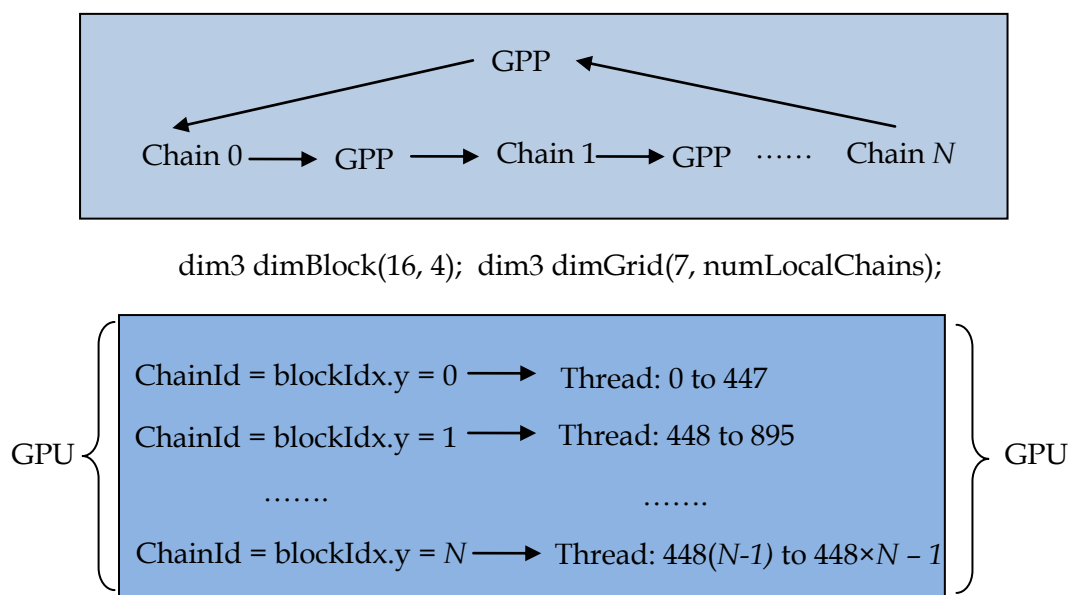 GPP
Chain 0 GPP Chain 1 GPP ...... Chain N
dim3 dimBlock(16, 4); dim3 dimGrid(7, numLocalChains);
ChainId = blockIdx.y = 0 Thread: 0 to 447
ChainId = blockIdx.y = 1 Thread: 448 to 895
GPU GPU
....... .......
ChainId = blockIdx.y = N Thread: 448(N-1) to 448×N – 1